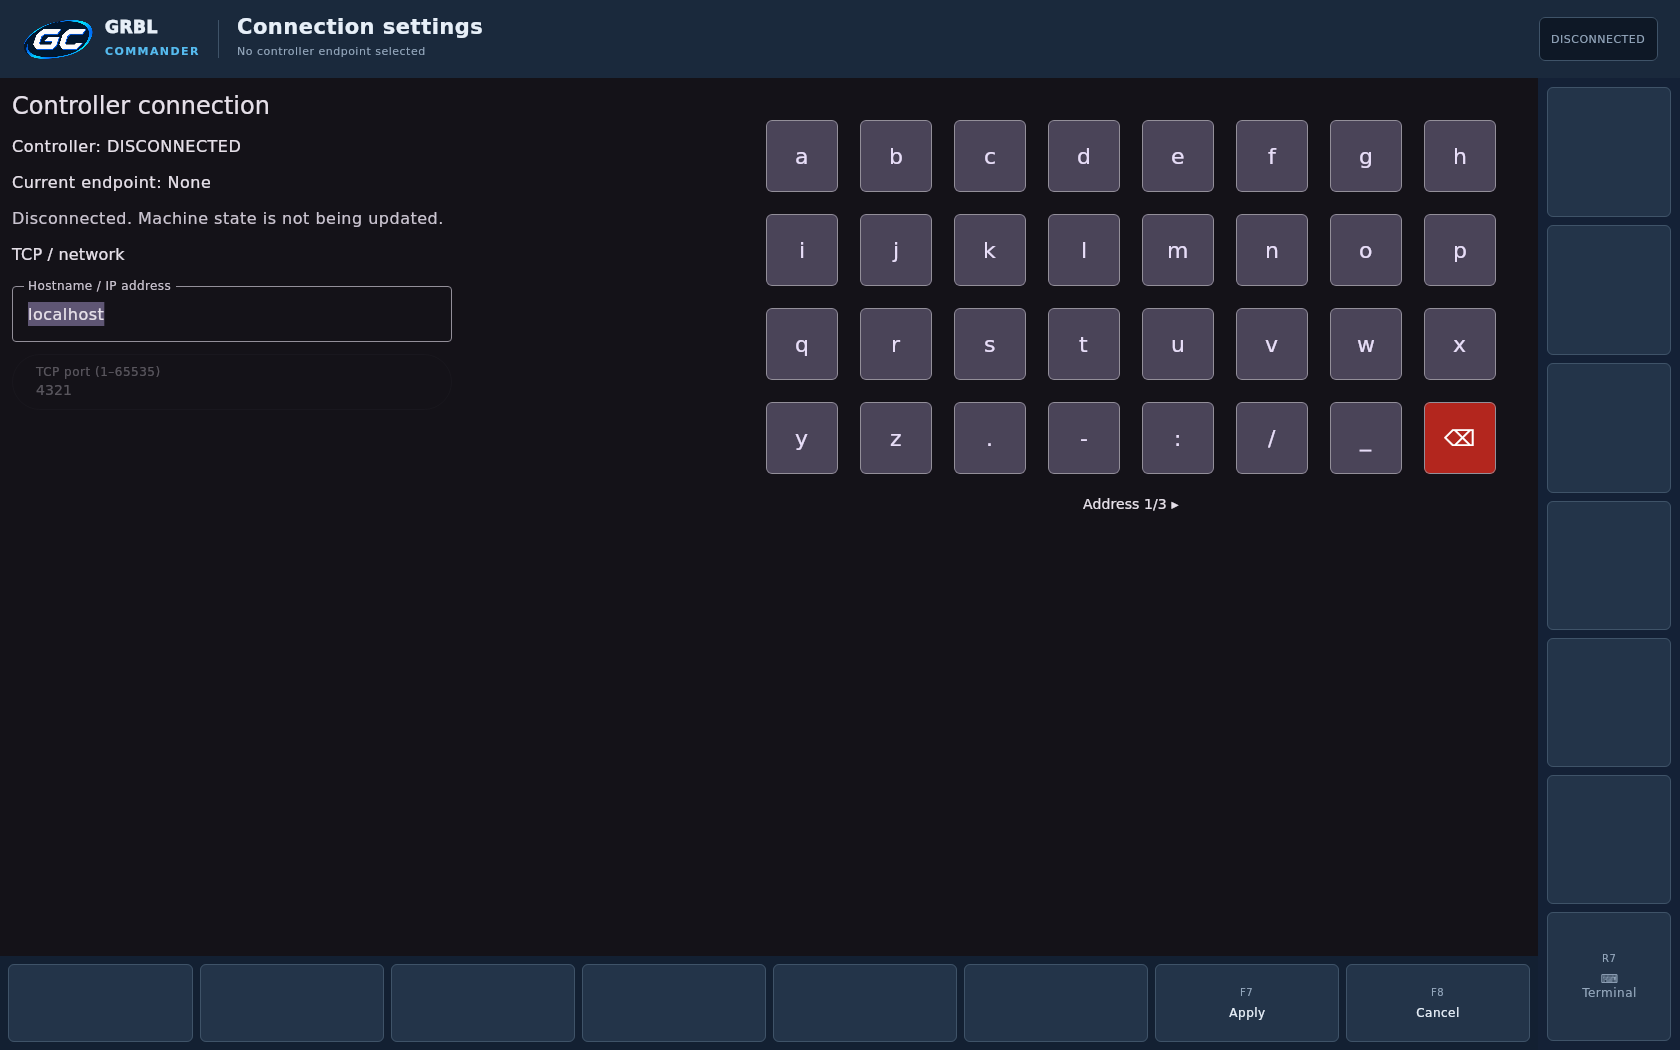 GC
GRBL
COMMANDER
Connection settings
No controller endpoint selected
DISCONNECTED
Controller connection
Controller: DISCONNECTED
Current endpoint: None
Disconnected. Machine state is not being updated.
TCP / network
Hostname / IP address
localhost
TCP port (1–65535)
4321
a b c d e f g h
i j k l m n o p
q r s t u v w x
y z . - : / _ ⌫
Address 1/3 ▸
F7
Apply
F8
Cancel
R7
⌨
Terminal